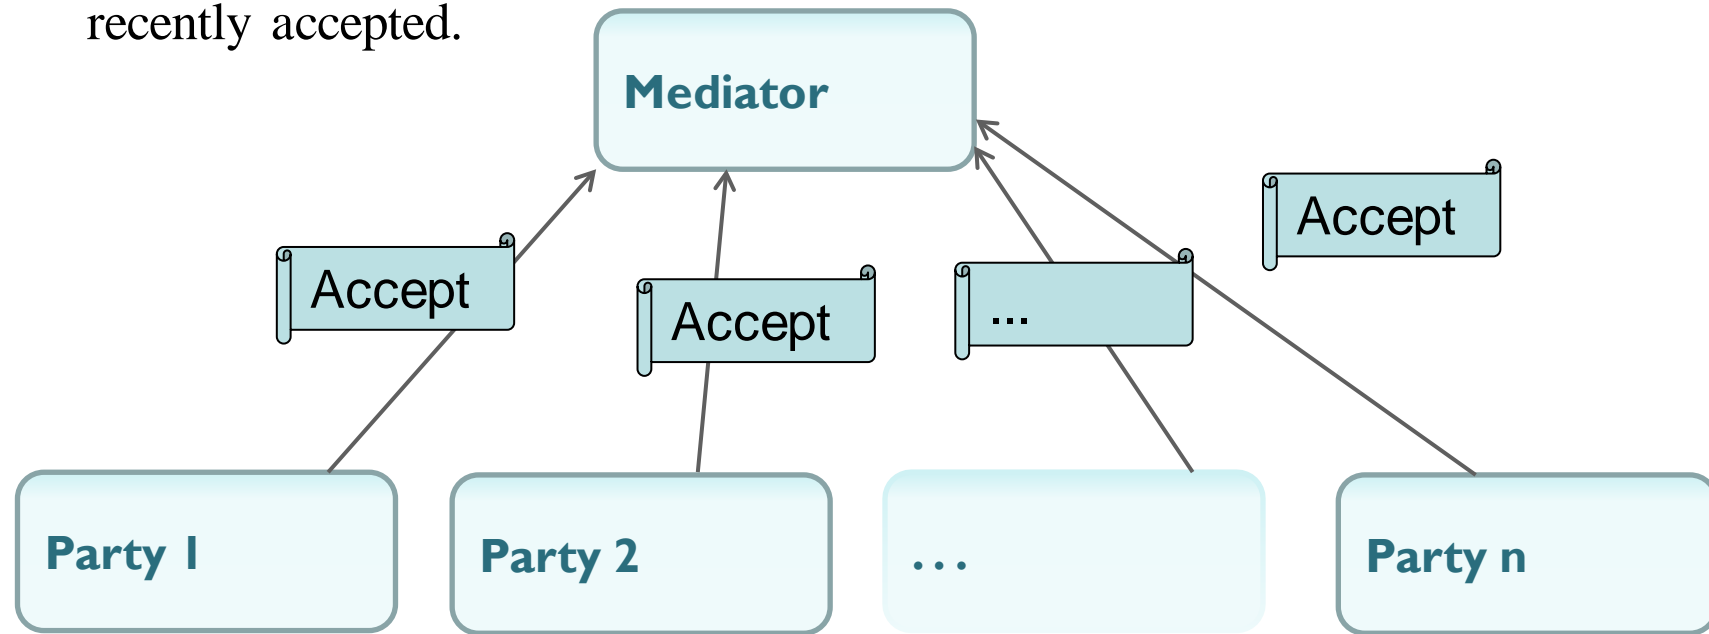 recently accepted.
Mediator
Accept
Accept
Accept
...
Party 1
Party 2
...
Party n